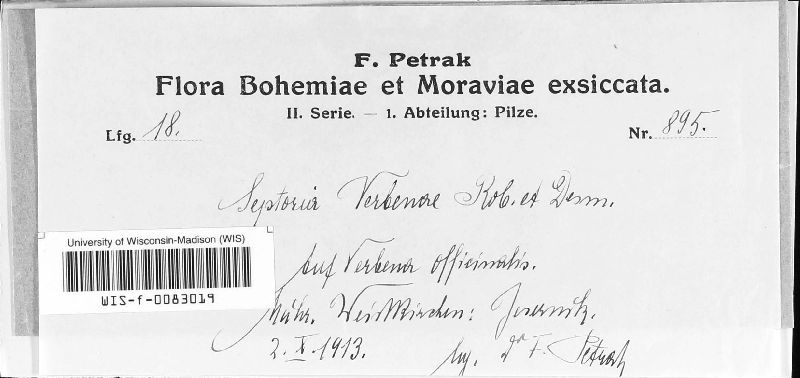 F. Petrak
Flora Bohemiae et Moraviae exsiccata.
II. Serie. — 1. Abteilung: Pilze.
Lfg. 18.
Nr. 895.
Septoria Verbenae Rob. et Desm.
University of Wisconsin-Madison (WIS)
WIS-f-0083019
Auf Verbena officinalis.
Mähr. Weisskirchen: Jesernik.
2. X. 1913. lg. F. Petrak